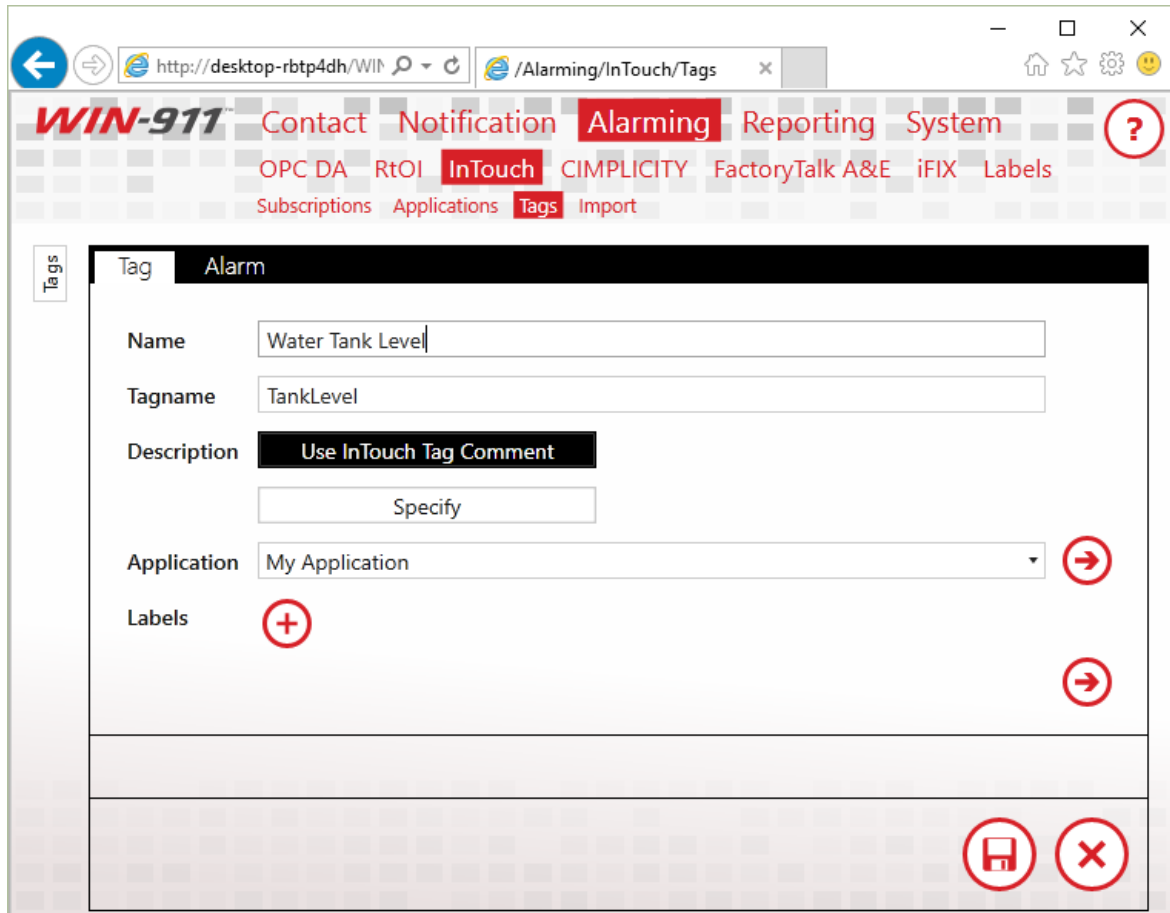 http://desktop-rbtp4dh/WIN
/Alarming/InTouch/Tags
WIN-911™ Contact Notification Alarming Reporting System ?
OPC DA RtOI InTouch CIMPLICITY FactoryTalk A&E iFIX Labels
Subscriptions Applications Tags Import
Tags
Tag Alarm
Name Water Tank Level
Tagname TankLevel
Description Use InTouch Tag Comment
Specify
Application My Application
Labels